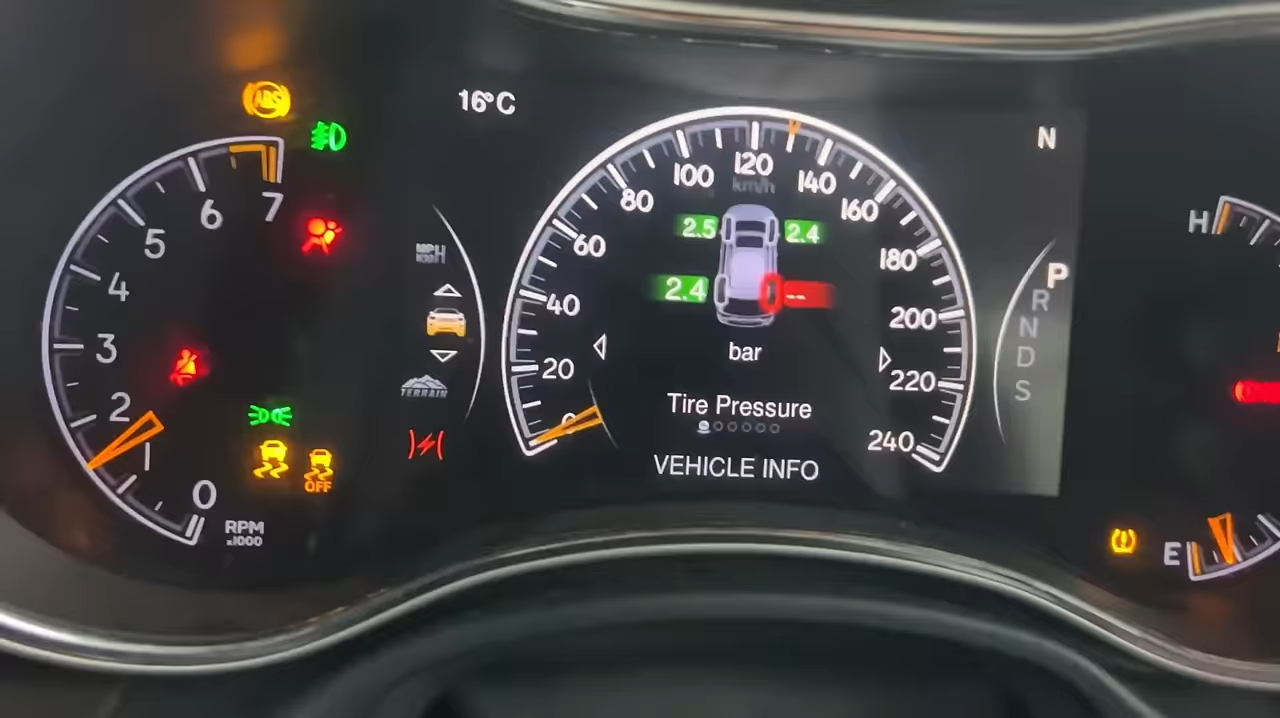 ABS
16°C
N
7
6
5
4
3
2
1
0
RPM
x1000
OFF
MPH
TERRAIN
0
20
40
60
80
100
120
140
160
180
200
220
240
km/h
2.5
2.4
2.4
--
bar
Tire Pressure
VEHICLE INFO
P
R
N
D
S
H
E